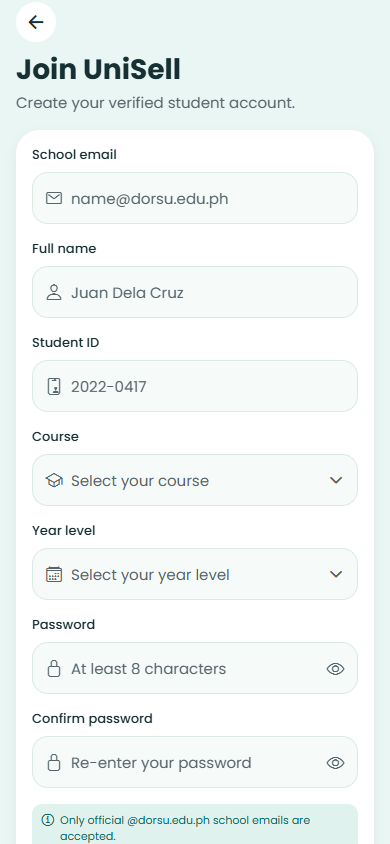 Join UniSell
Create your verified student account.
School email
name@dorsu.edu.ph
Full name
Juan Dela Cruz
Student ID
2022-0417
Course
Select your course
Year level
Select your year level
Password
At least 8 characters
Confirm password
Re-enter your password
Only official @dorsu.edu.ph school emails are
accepted.